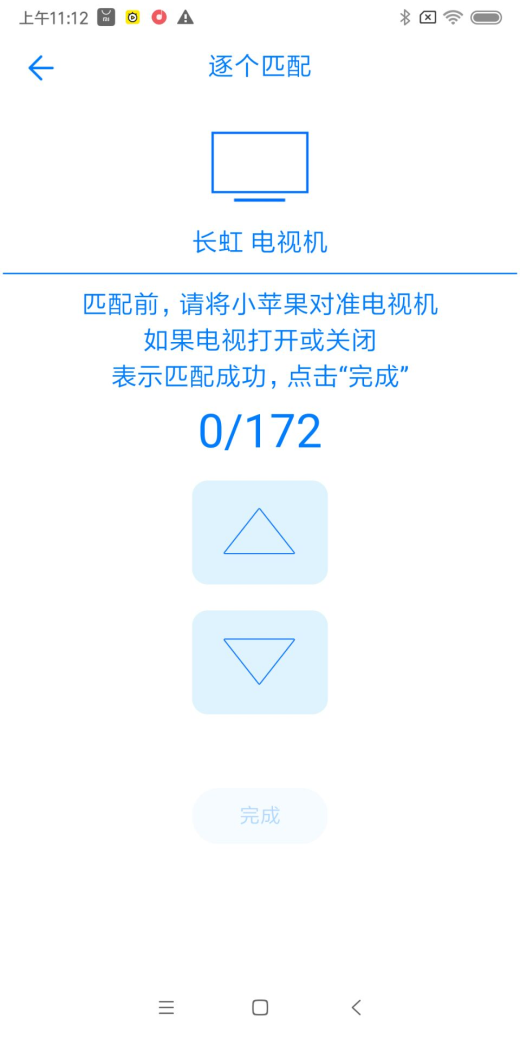 上午11:12
逐个匹配
长虹 电视机
匹配前，请将小苹果对准电视机
如果电视打开或关闭
表示匹配成功，点击“完成”
0/172
完成